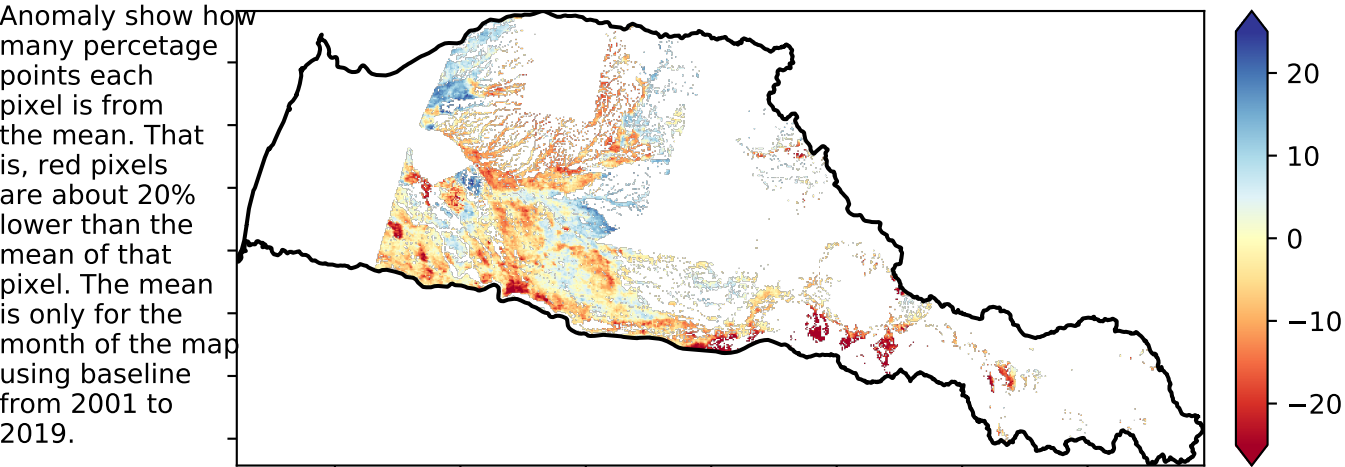 Anomaly show how
many percetage
points each
pixel is from
the mean. That
is, red pixels
are about 20%
lower than the
mean of that
pixel. The mean
is only for the
month of the map
using baseline
from 2001 to
2019.
20
10
0
−10
−20